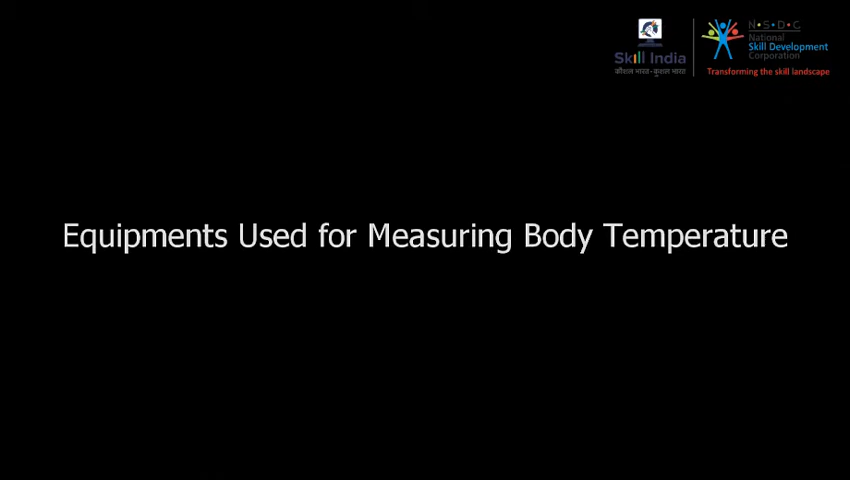 Skill India
कौशल भारत-कुशल भारत
N·S·D·C
National
Skill Development
Corporation
Transforming the skill landscape
Equipments Used for Measuring Body Temperature